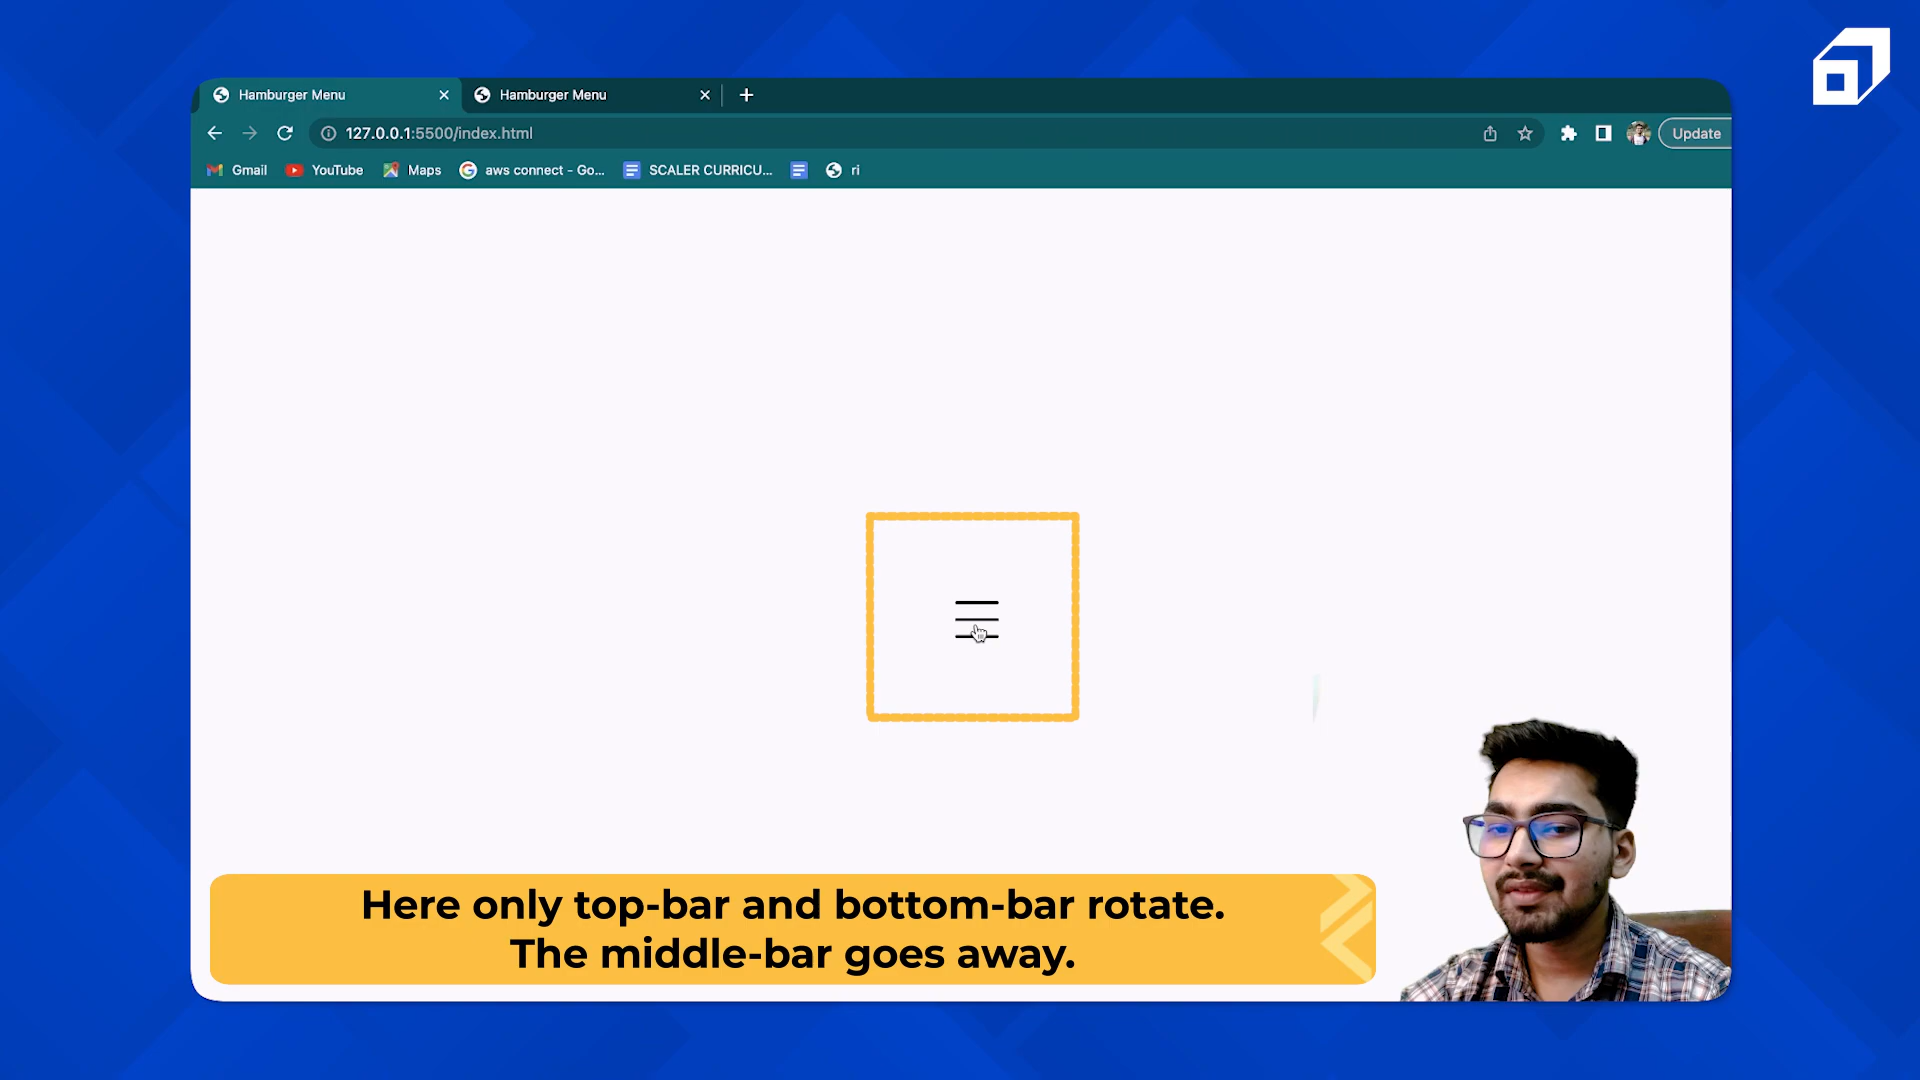 Hamburger Menu
Hamburger Menu
127.0.0.1:5500/index.html
Update
Gmail
YouTube
Maps
aws connect - Go...
SCALER CURRICU...
ri
Here only top-bar and bottom-bar rotate.
The middle-bar goes away.